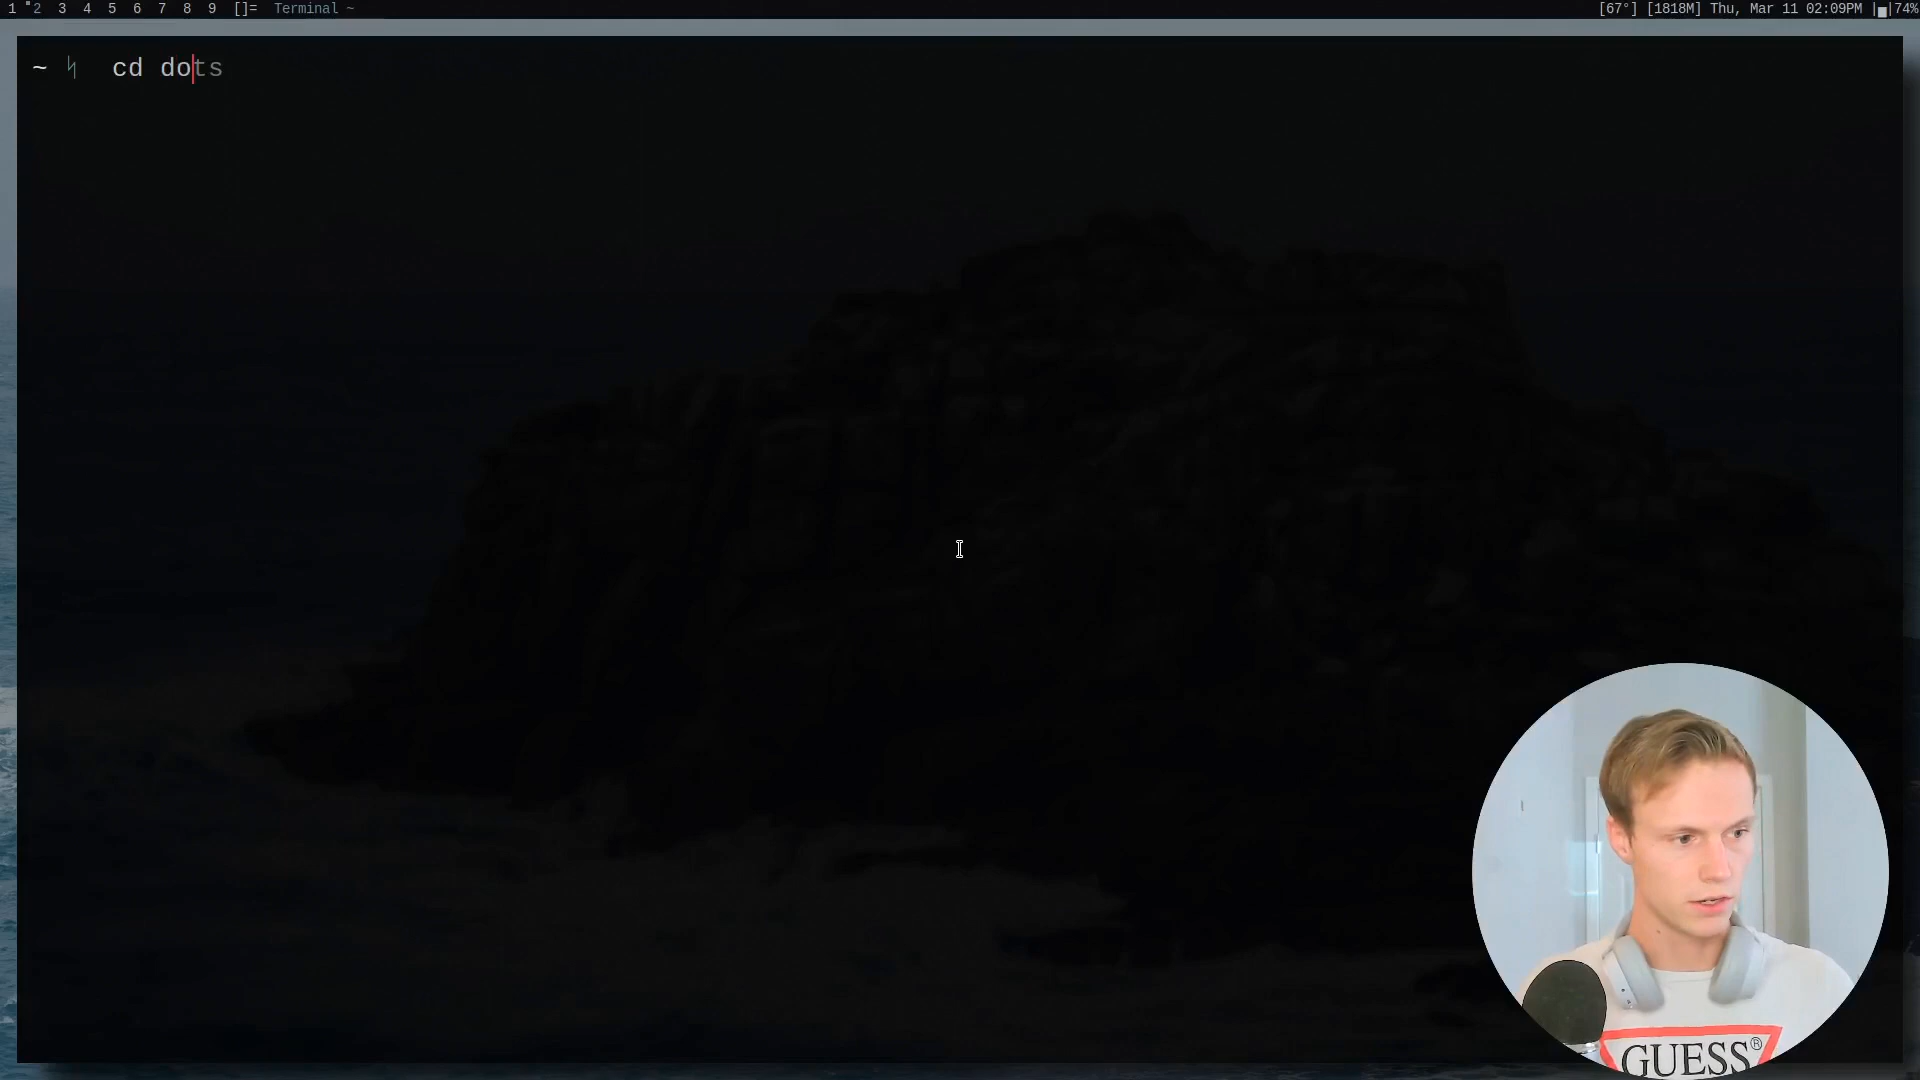 1 2 3 4 5 6 7 8 9 []= Terminal ~
[67°] [1818M] Thu, Mar 11 02:09PM |▄|74%
~ ᛋ cd dots
GUESS®